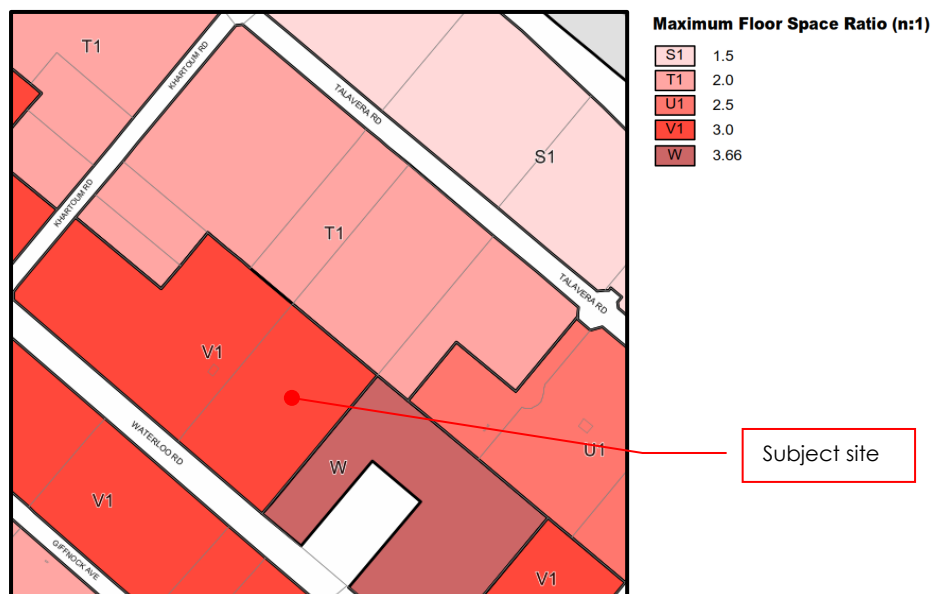 Maximum Floor Space Ratio (n:1)
S1 1.5
T1 2.0
U1 2.5
V1 3.0
W 3.66
T1
KHARTOUM RD
TALAVERA RD
S1
KHARTOUM RD
T1
TALAVERA RD
V1
WATERLOO RD
W
U1
Subject site
V1
GIFFNOCK AVE
V1